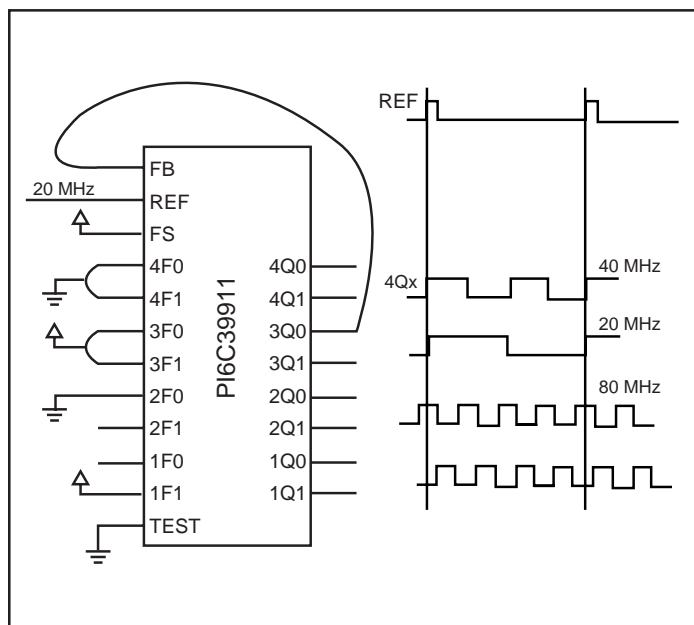 20 MHz
FB
REF
FS
4F0
4F1
3F0
3F1
2F0
2F1
1F0
1F1
TEST
PI6C39911
4Q0
4Q1
3Q0
3Q1
2Q0
2Q1
1Q0
1Q1
REF
4Qx
40 MHz
20 MHz
80 MHz